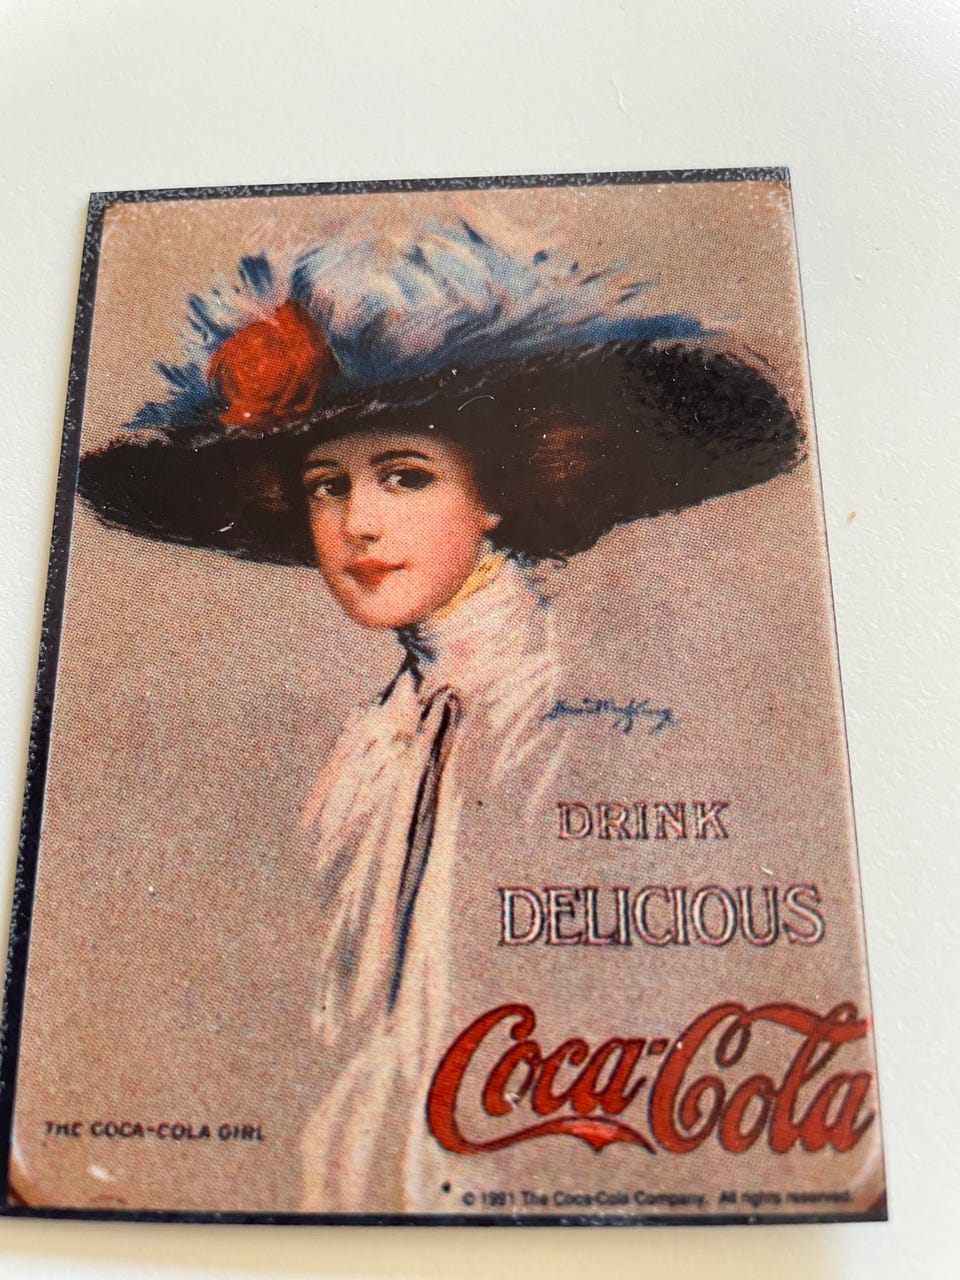 DRINK
DELICIOUS
Coca-Cola
THE COCA-COLA GIRL
© 1991 The Coca-Cola Company. All rights reserved.